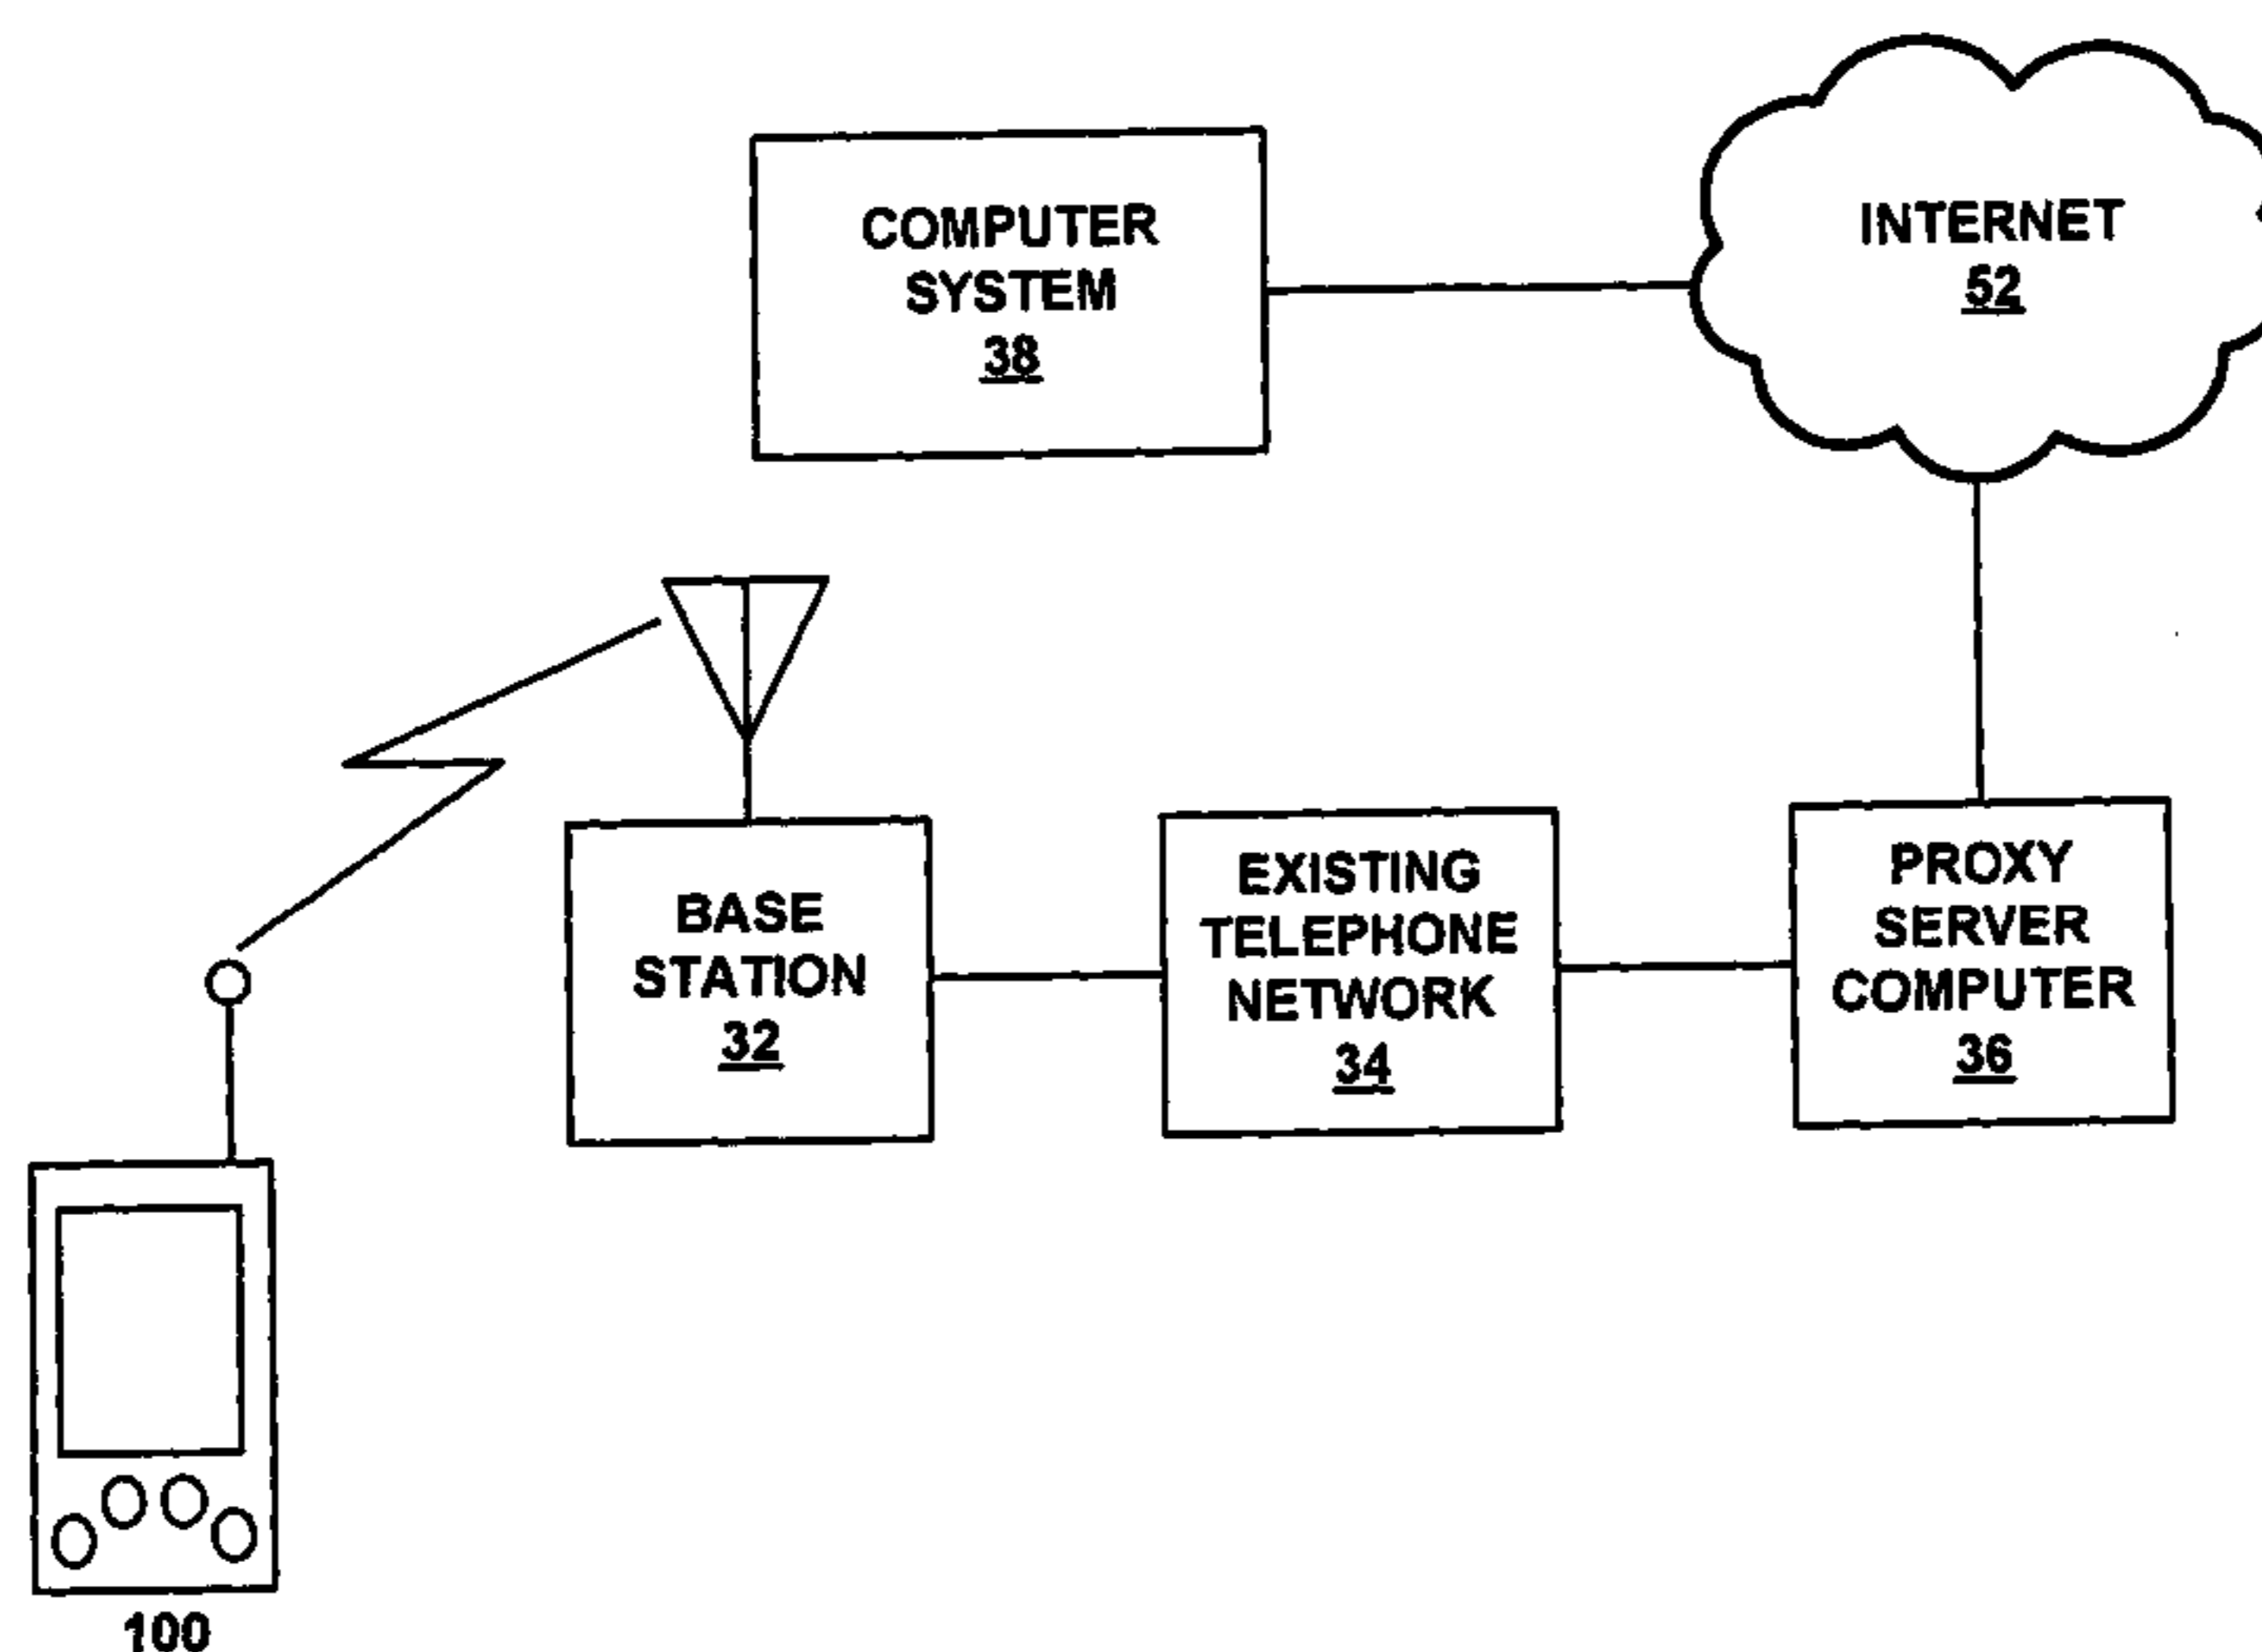 COMPUTER
SYSTEM
38
INTERNET
52
BASE
STATION
32
EXISTING
TELEPHONE
NETWORK
34
PROXY
SERVER
COMPUTER
36
100